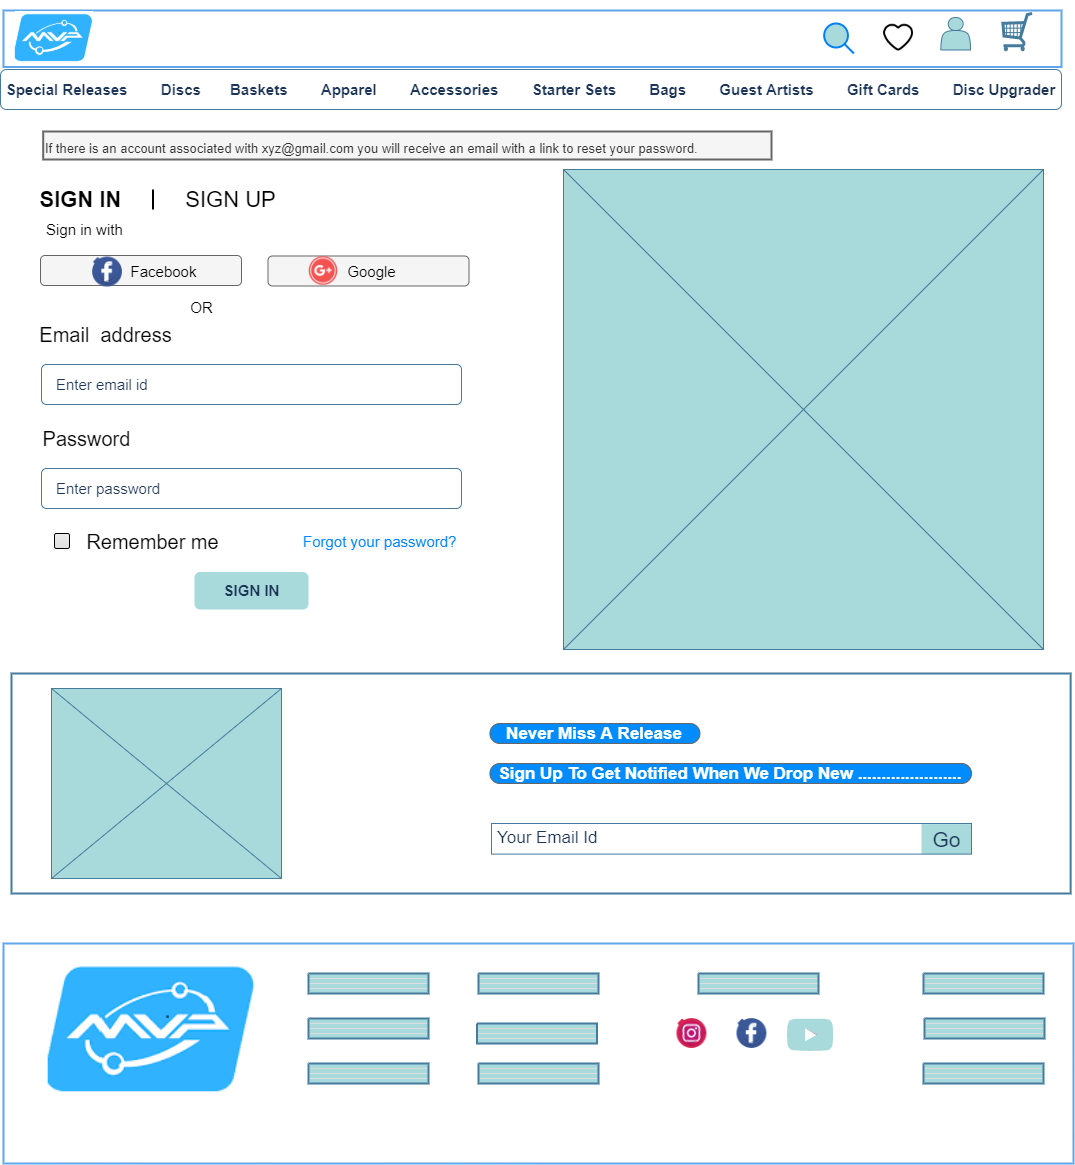 MVP
Special Releases Discs Baskets Apparel Accessories Starter Sets Bags Guest Artists Gift Cards Disc Upgrader
If there is an account associated with xyz@gmail.com you will receive an email with a link to reset your password.
SIGN IN | SIGN UP
Sign in with
Facebook G+ Google
OR
Email address
Enter email id
Password
Enter password
Remember me Forgot your password?
SIGN IN
Never Miss A Release
Sign Up To Get Notified When We Drop New ......................
Your Email Id Go
MVP